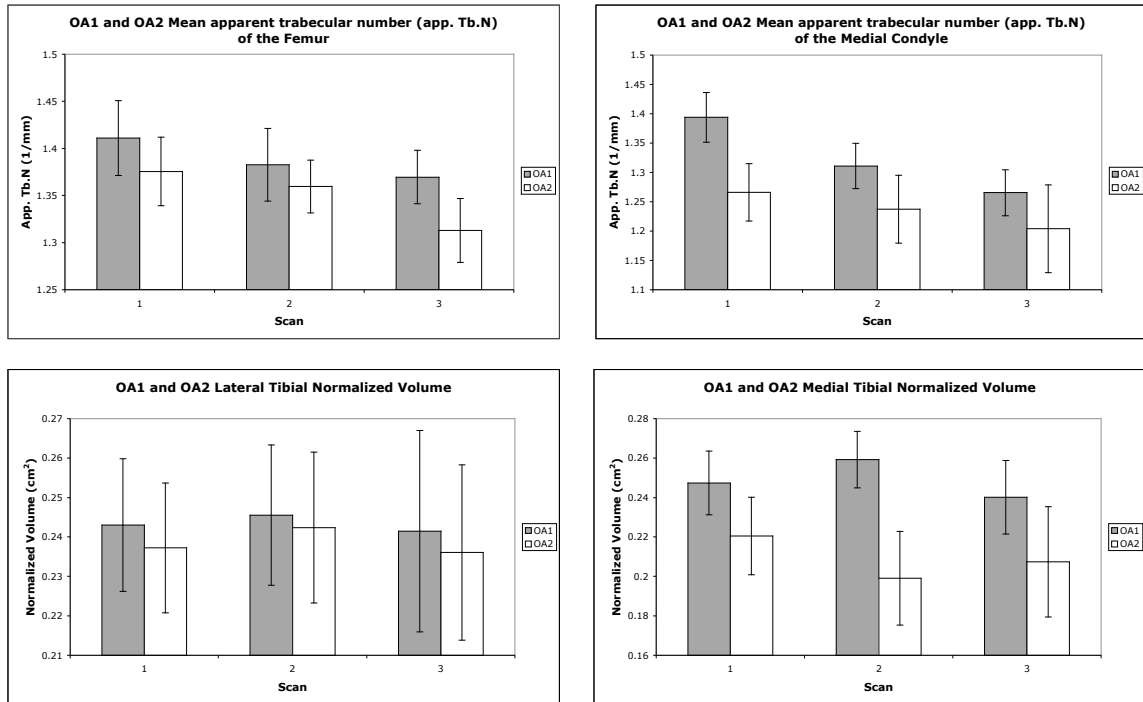 OA1 and OA2 Mean apparent trabecular number (app. Tb.N)
of the Femur
1.5
1.45
1.4
1.35
1.3
1.25
App. Tb.N (1/mm)
1
2
3
Scan
OA1
OA2
OA1 and OA2 Mean apparent trabecular number (app. Tb.N)
of the Medial Condyle
1.5
1.45
1.4
1.35
1.3
1.25
1.2
1.15
1.1
App. Tb.N (1/mm)
1
2
3
Scan
OA1
OA2
OA1 and OA2 Lateral Tibial Normalized Volume
0.27
0.26
0.25
0.24
0.23
0.22
0.21
Normalized Volume (cm²)
1
2
3
Scan
OA1
OA2
OA1 and OA2 Medial Tibial Normalized Volume
0.28
0.26
0.24
0.22
0.2
0.18
0.16
Normalized Volume (cm²)
1
2
3
Scan
OA1
OA2